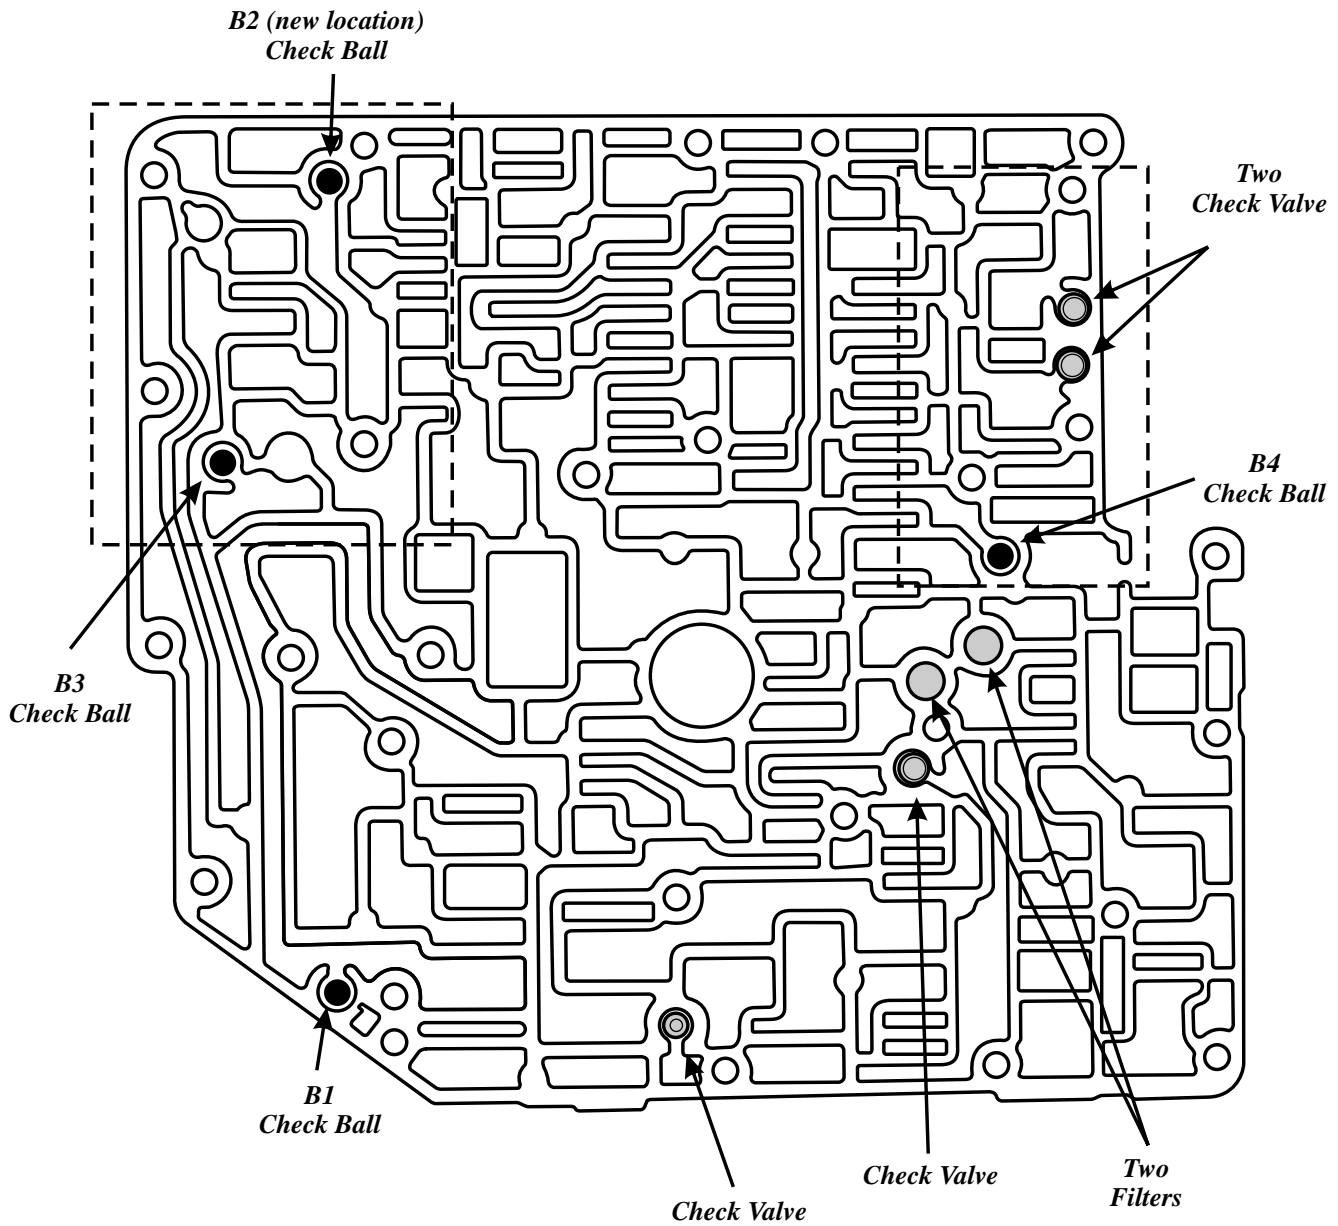 B2 (new location)
Check Ball
Two
Check Valve
B4
Check Ball
B3
Check Ball
B1
Check Ball
Check Valve
Check Valve
Two
Filters